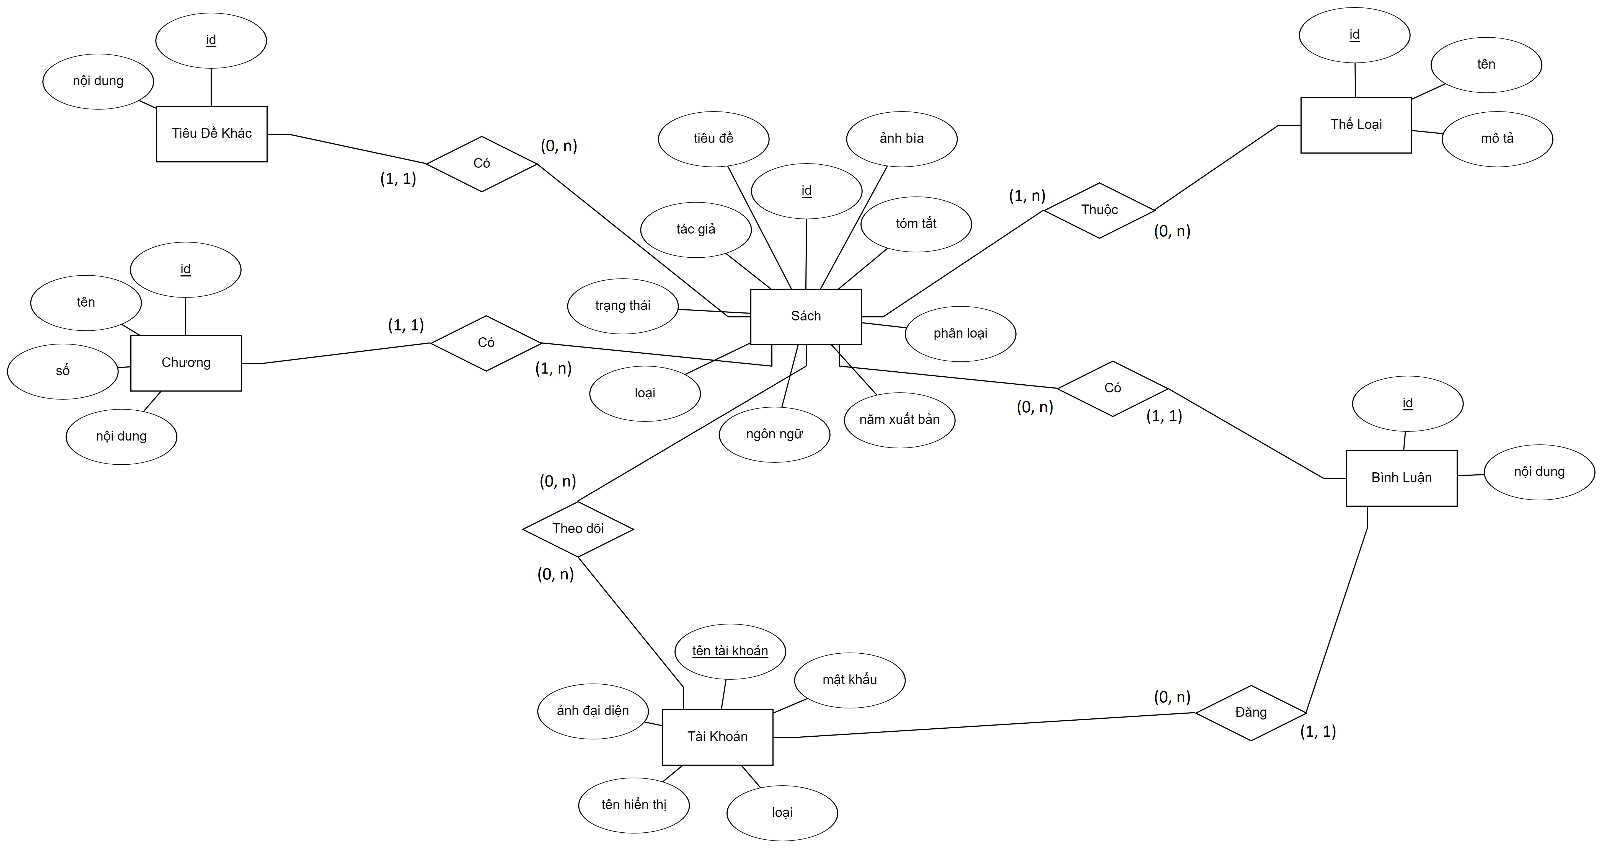 id
nội dung
Tiêu Đề Khác
Có
(0, n)
(1, 1)
id
tên
Thể Loại
mô tả
tiêu đề
ảnh bìa
id
tác giả
tóm tắt
trạng thái
Sách
phân loại
loại
ngôn ngữ
năm xuất bản
(1, n)
Thuộc
(0, n)
id
tên
Chương
số
nội dung
(1, 1)
Có
(1, n)
(0, n)
Có
(1, 1)
id
Bình Luận
nội dung
(0, n)
Theo dõi
(0, n)
tên tài khoản
mật khẩu
ảnh đại diện
Tài Khoản
tên hiển thị
loại
(0, n)
Đăng
(1, 1)